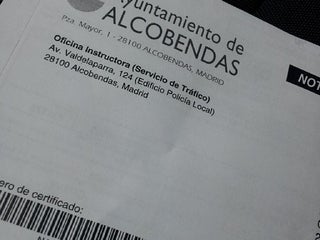 Ayuntamiento de
ALCOBENDAS
Pza. Mayor, 1 - 28100 ALCOBENDAS, MADRID
Oficina instructora (Servicio de Tráfico)
Av. Valdelaparra, 124 (Edificio Policía Local)
28100 Alcobendas, Madrid
NOT
ero de certificado: